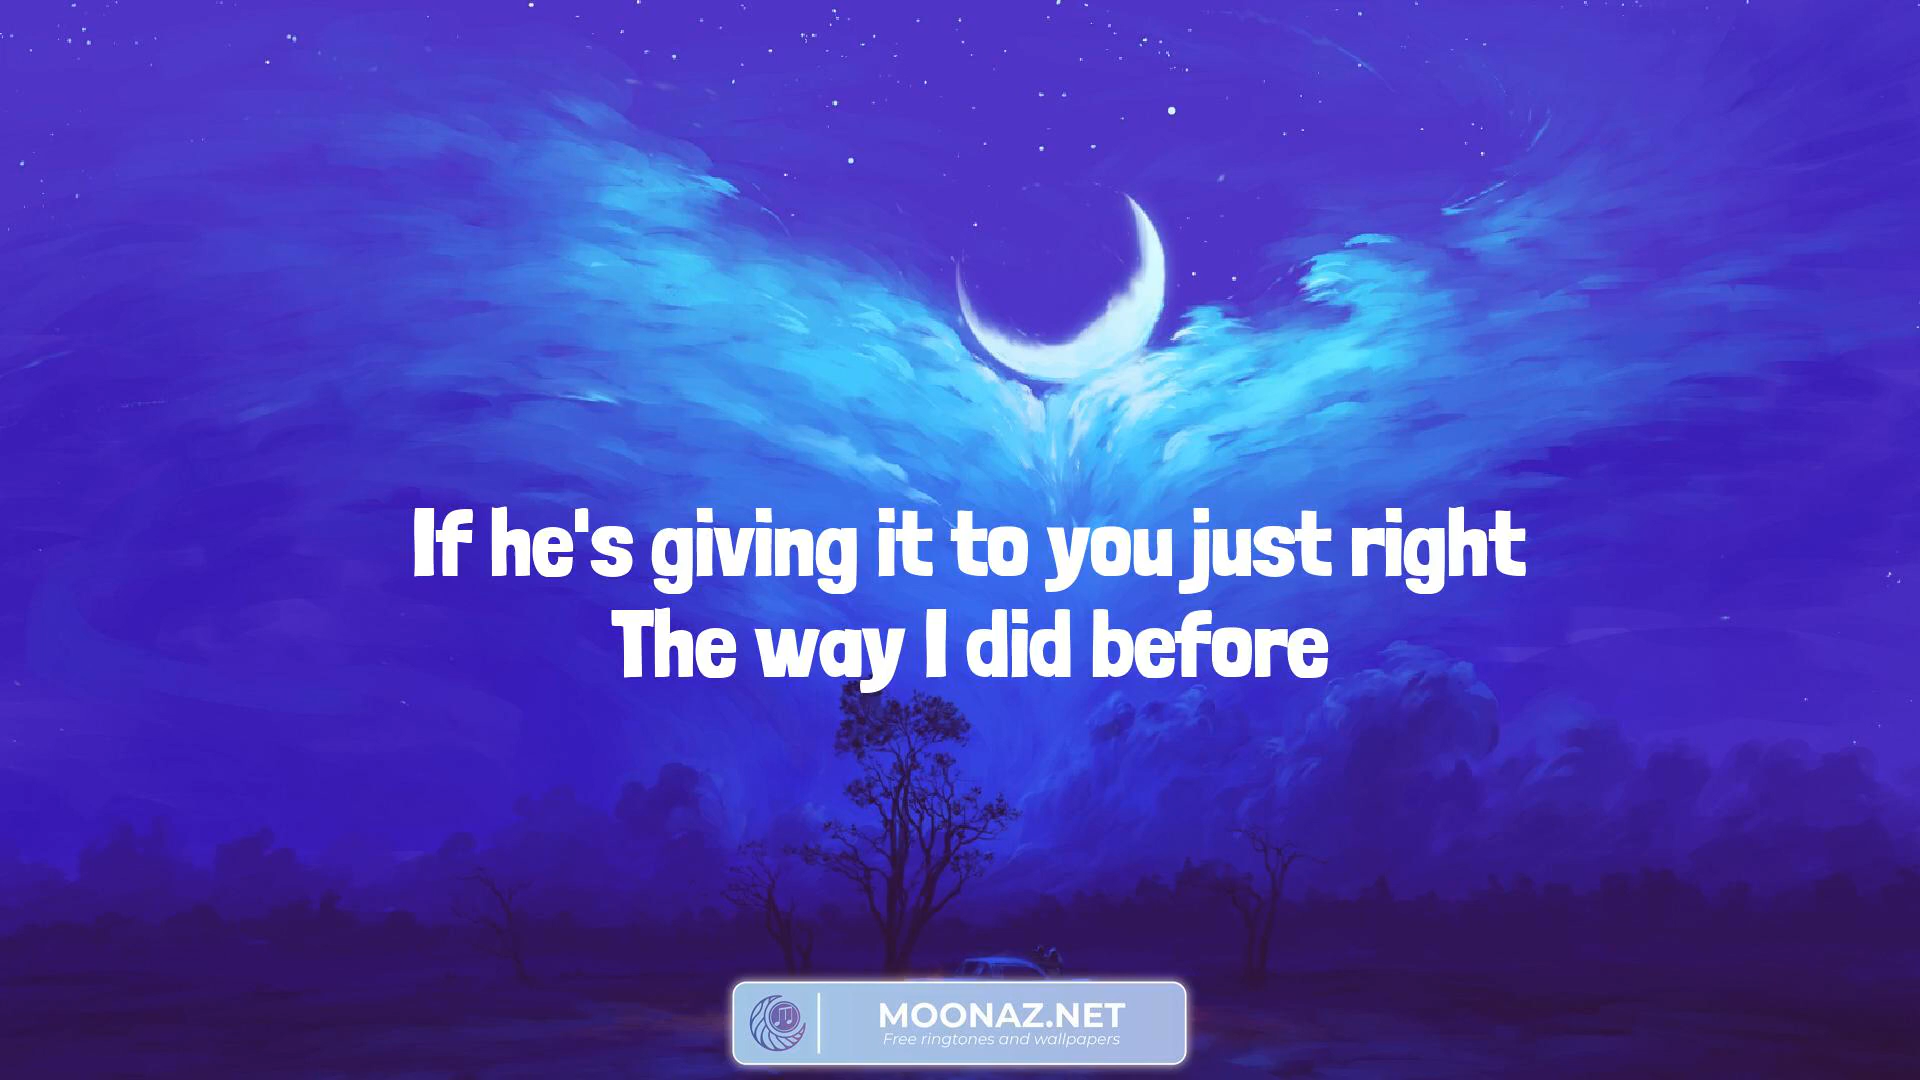 If he's giving it to you just right
The way I did before
MOONAZ.NET
Free ringtones and wallpapers